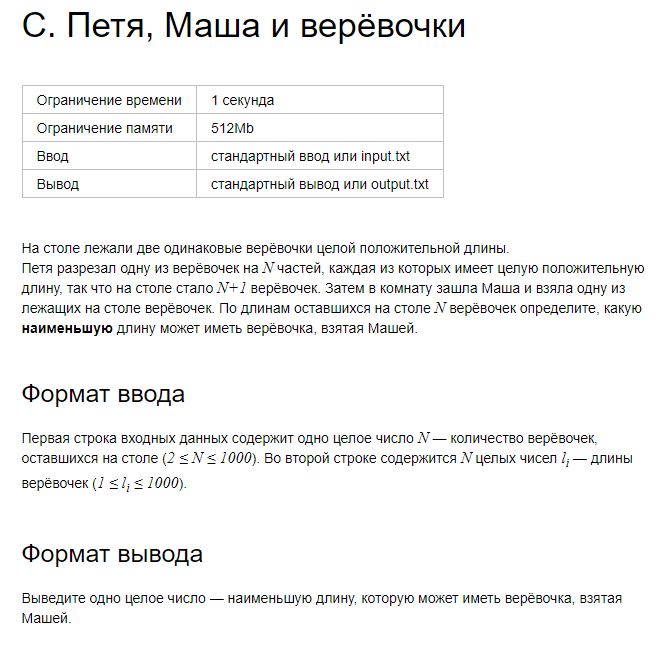 С. Петя, Маша и верёвочки
Ограничение времени 1 секунда
Ограничение памяти 512Mb
Ввод стандартный ввод или input.txt
Вывод стандартный вывод или output.txt
На столе лежали две одинаковые верёвочки целой положительной длины.
Петя разрезал одну из верёвочек на N частей, каждая из которых имеет целую положительную
длину, так что на столе стало N+1 верёвочек. Затем в комнату зашла Маша и взяла одну из
лежащих на столе верёвочек. По длинам оставшихся на столе N верёвочек определите, какую
наименьшую длину может иметь верёвочка, взятая Машей.
Формат ввода
Первая строка входных данных содержит одно целое число N — количество верёвочек,
оставшихся на столе (2 ≤ N ≤ 1000). Во второй строке содержится N целых чисел lᵢ — длины
верёвочек (1 ≤ lᵢ ≤ 1000).
Формат вывода
Выведите одно целое число — наименьшую длину, которую может иметь верёвочка, взятая
Машей.